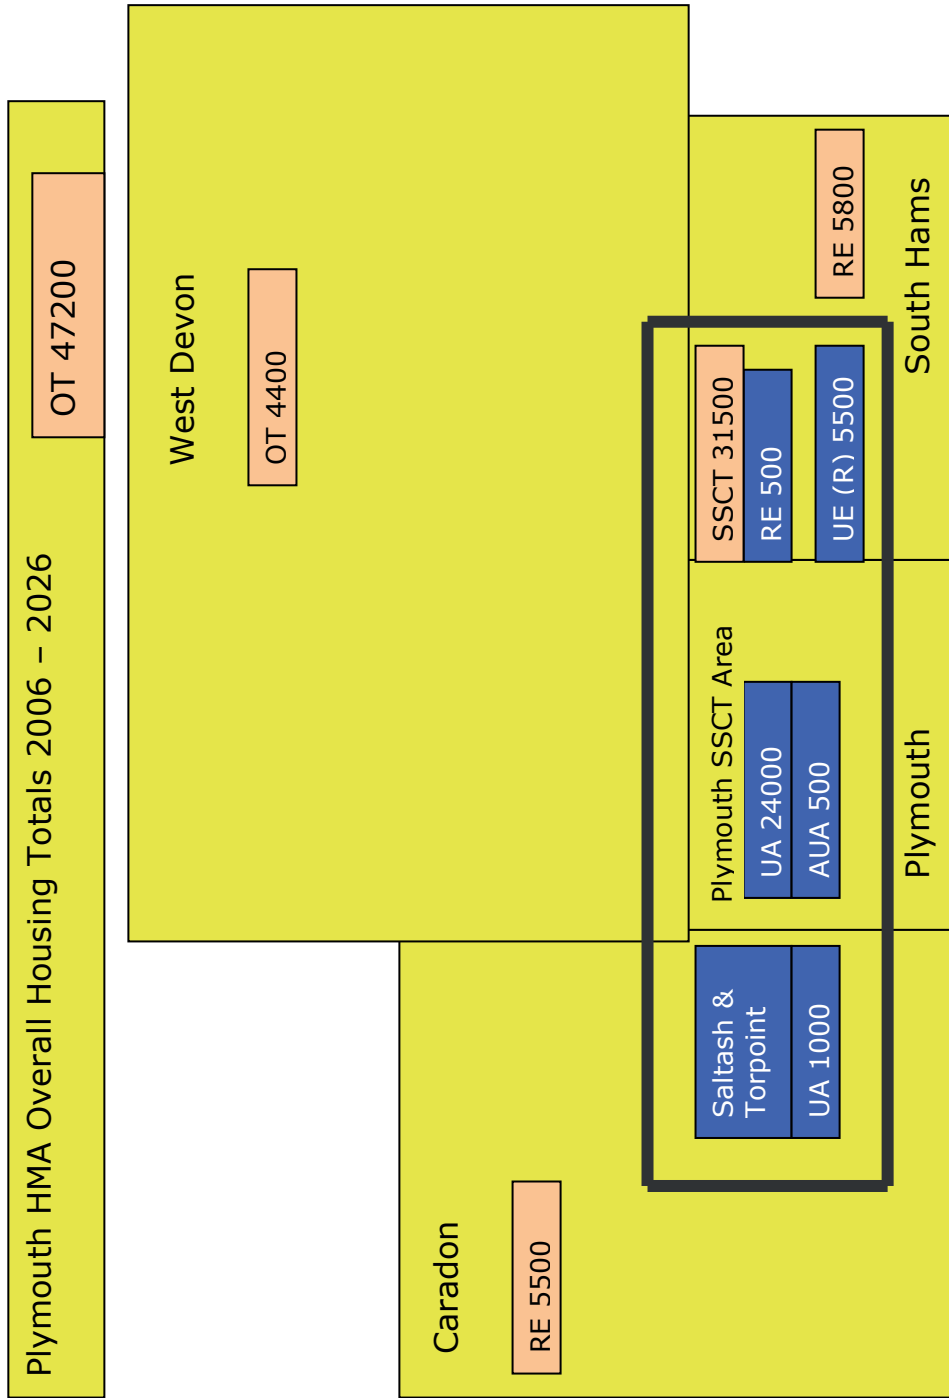 Plymouth HMA Overall Housing Totals 2006 – 2026
OT 47200
West Devon
OT 4400
Caradon
RE 5500
Saltash &
Torpoint
UA 1000
Plymouth SSCT Area
UA 24000
AUA 500
SSCT 31500
RE 500
UE (R) 5500
RE 5800
Plymouth
South Hams